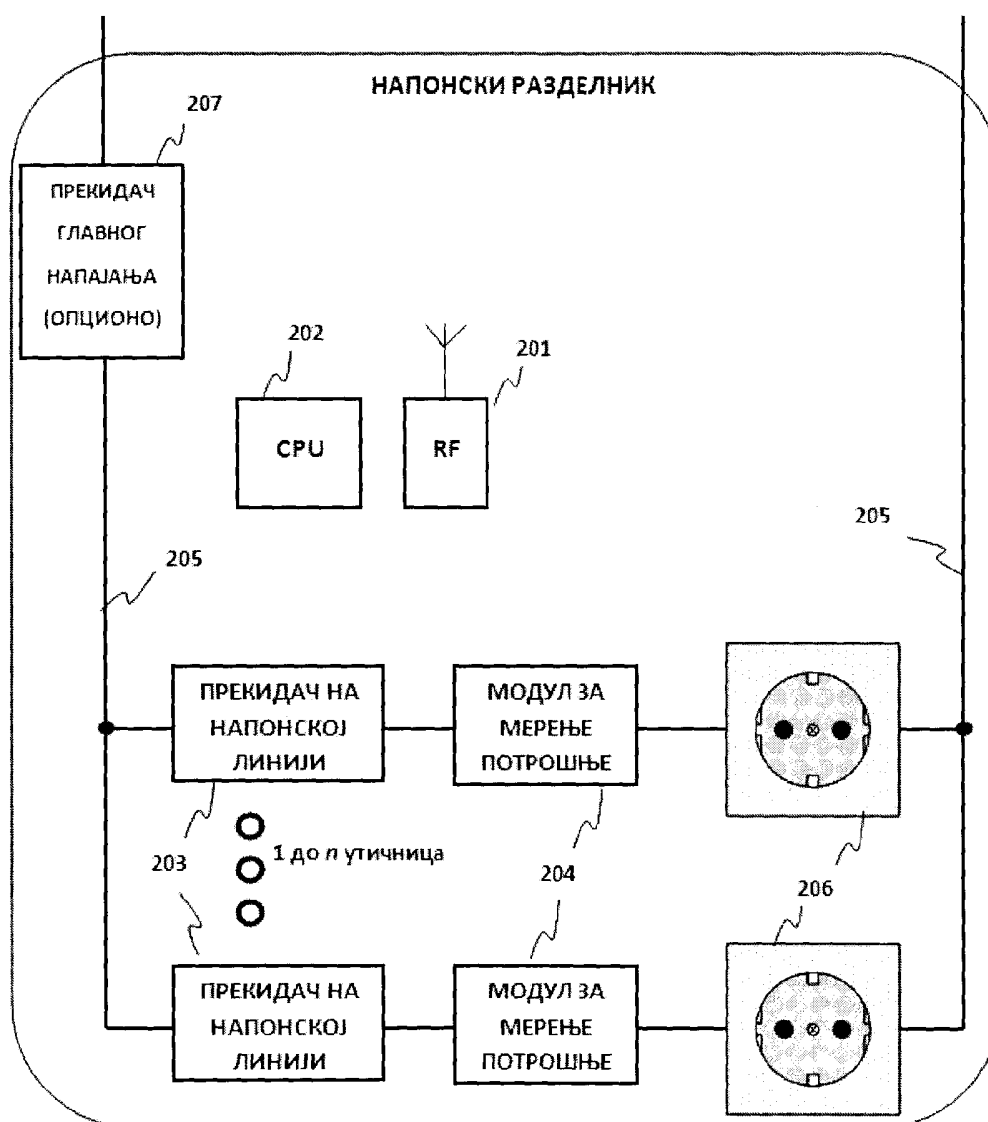 НАПОНСКИ РАЗДЕЛНИК
207
ПРЕКИДАЧ
ГЛАВНОГ
НАПАЈАЊА
(ОПЦИОНО)
202
201
CPU
RF
205
205
ПРЕКИДАЧ НА
НАПОНСКОЈ
ЛИНИЈИ
МОДУЛ ЗА
МЕРЕЊЕ
ПОТРОШЊЕ
1 до n утичница
203
204
206
ПРЕКИДАЧ НА
НАПОНСКОЈ
ЛИНИЈИ
МОДУЛ ЗА
МЕРЕЊЕ
ПОТРОШЊЕ